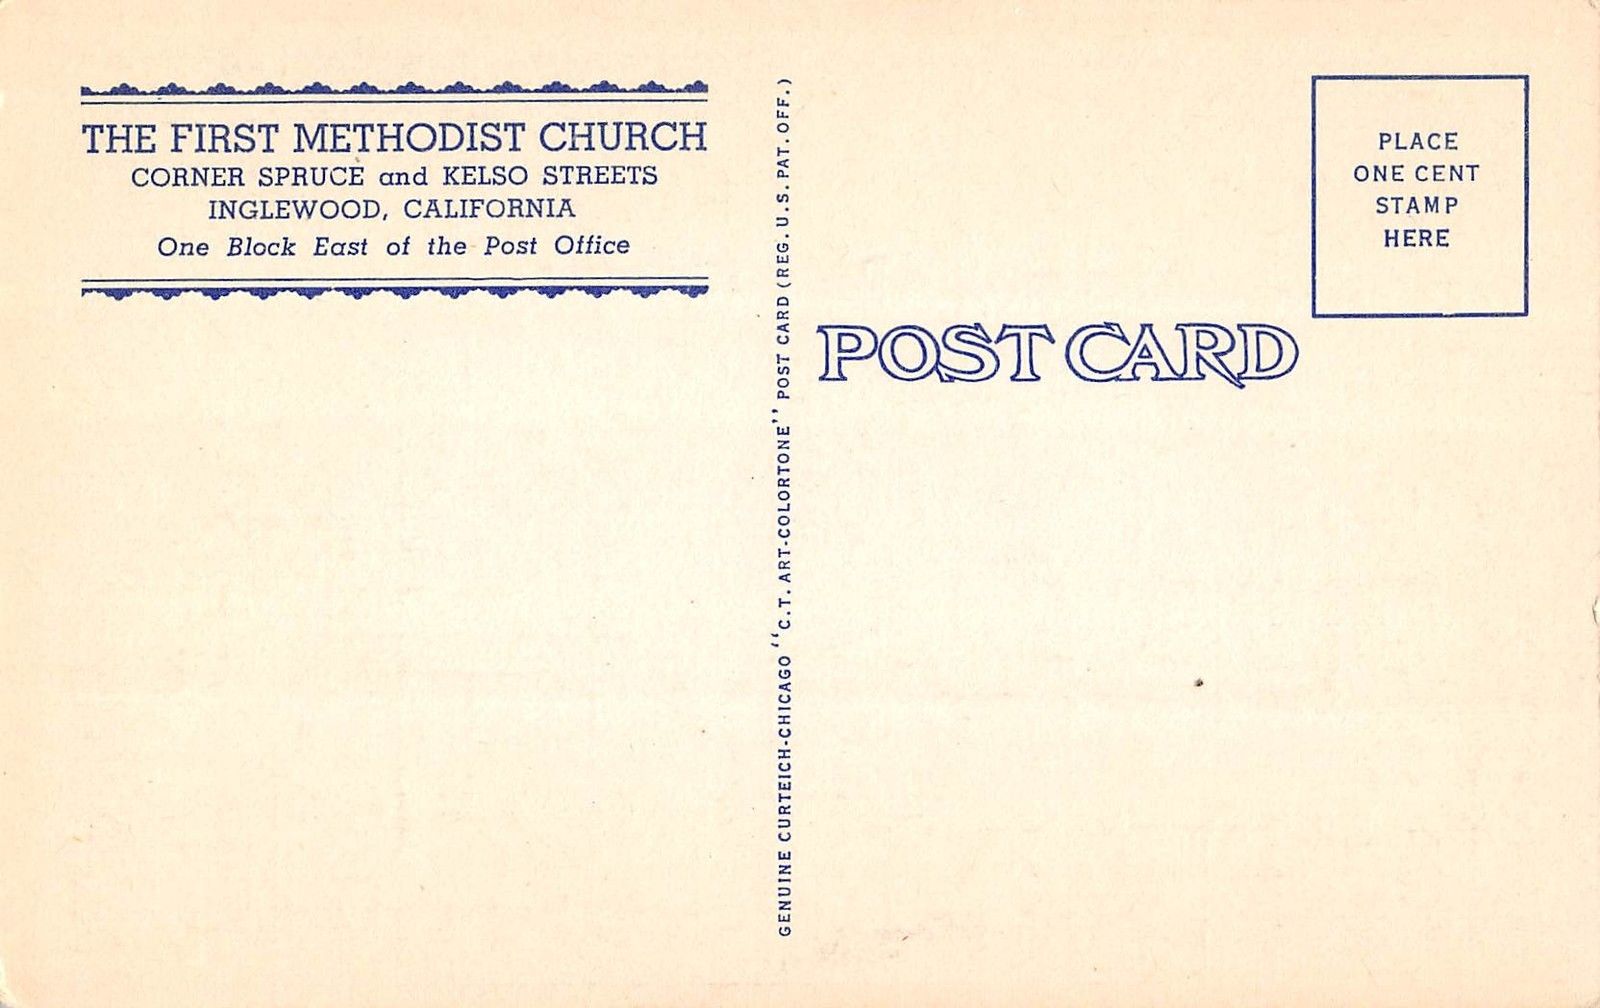 THE FIRST METHODIST CHURCH
CORNER SPRUCE and KELSO STREETS
INGLEWOOD, CALIFORNIA
One Block East of the Post Office
GENUINE CURTEICH-CHICAGO "C.T. ART-COLORTONE" POST CARD (REG. U.S. PAT. OFF.)
PLACE
ONE CENT
STAMP
HERE
POST CARD